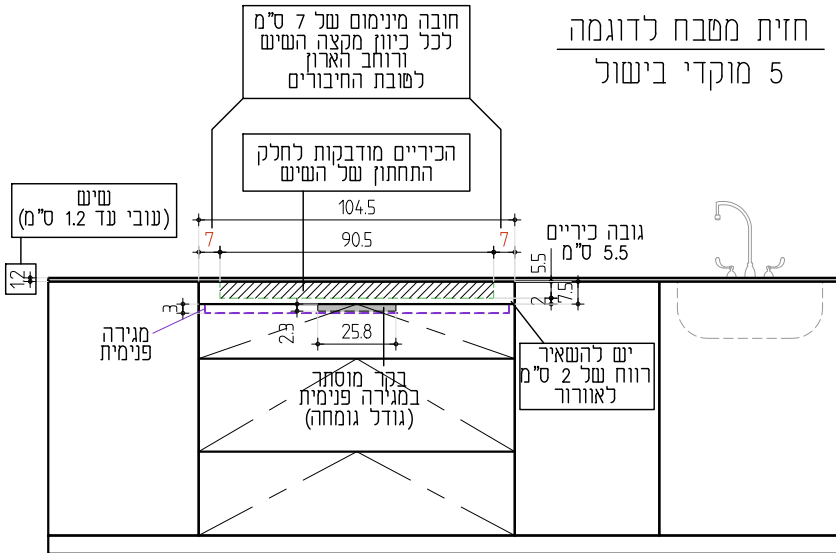 חזית מטבח לדוגמה
5 מוקדי בישול
חובה מינימום של 7 ס"מ
לכל כיוון מקצה השיש
ורוחב הארון
לטובת החיבורים
הכיריים מודבקות לחלק
התחתון של השיש
שיש
(עובי עד 1.2 ס"מ)
104.5
7
90.5
7
גובה כיריים
5.5 ס"מ
5.5
1.2
2
7.5
3
2.3
25.8
מגירה
פנימית
בקר מוסתר
במגירה פנימית
(גודל גומחה)
יש להשאיר
רווח של 2 ס"מ
לאוורור